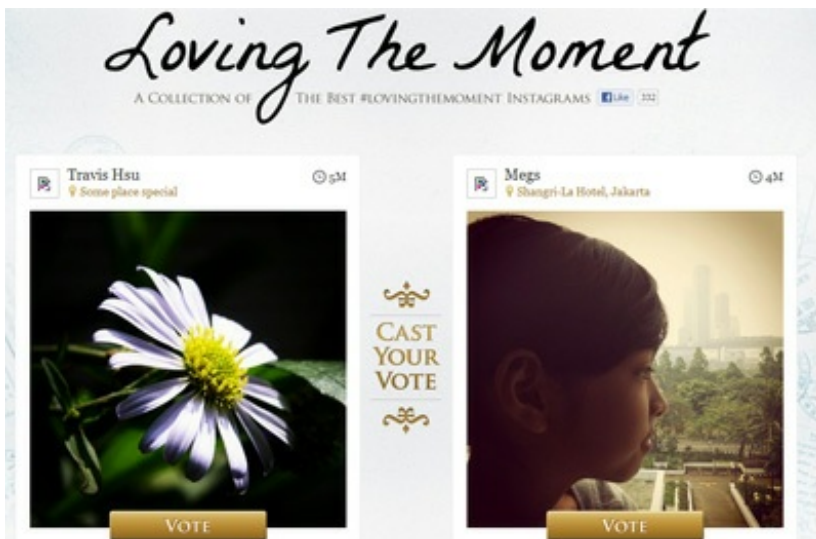 Loving The Moment
A COLLECTION OF THE BEST #LOVINGTHEMOMENT INSTAGRAMS Like 332
Travis Hsu
5M
Some place special
Megs
4M
Shangri-La Hotel, Jakarta
CAST
YOUR
VOTE
VOTE
VOTE